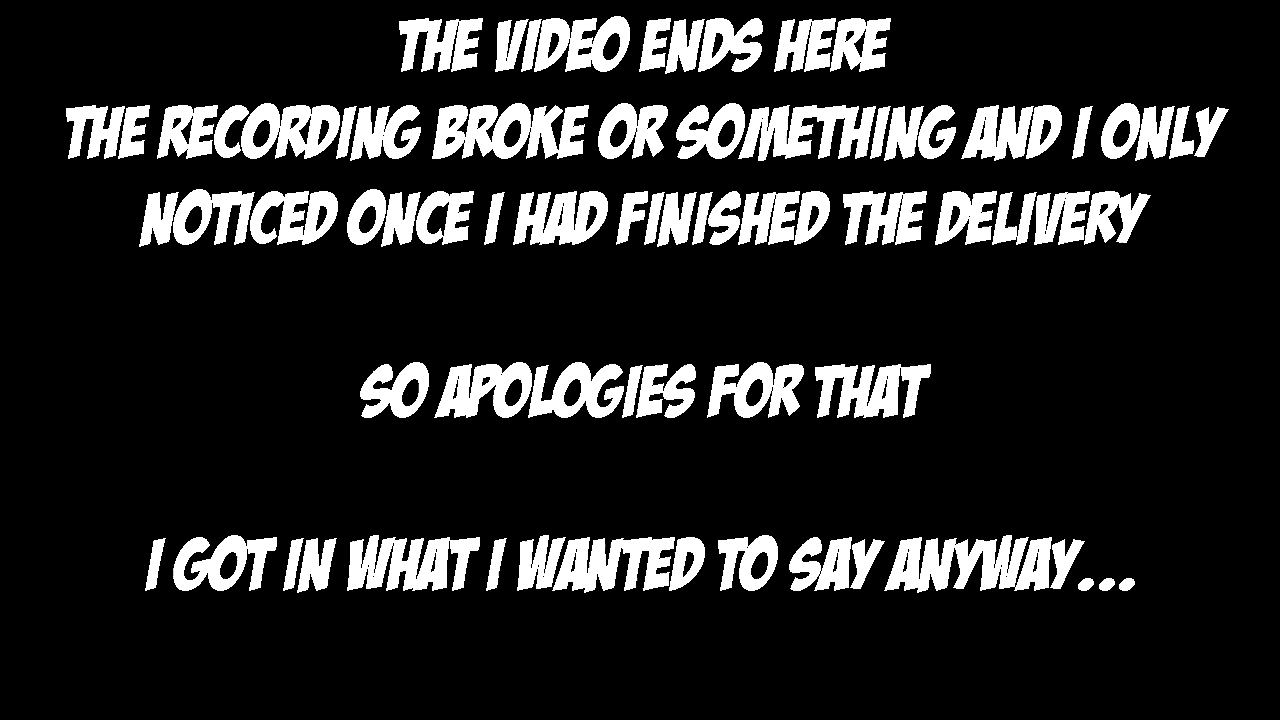 THE VIDEO ENDS HERE
THE RECORDING BROKE OR SOMETHING AND I ONLY
NOTICED ONCE I HAD FINISHED THE DELIVERY
SO APOLOGIES FOR THAT
I GOT IN WHAT I WANTED TO SAY ANYWAY...